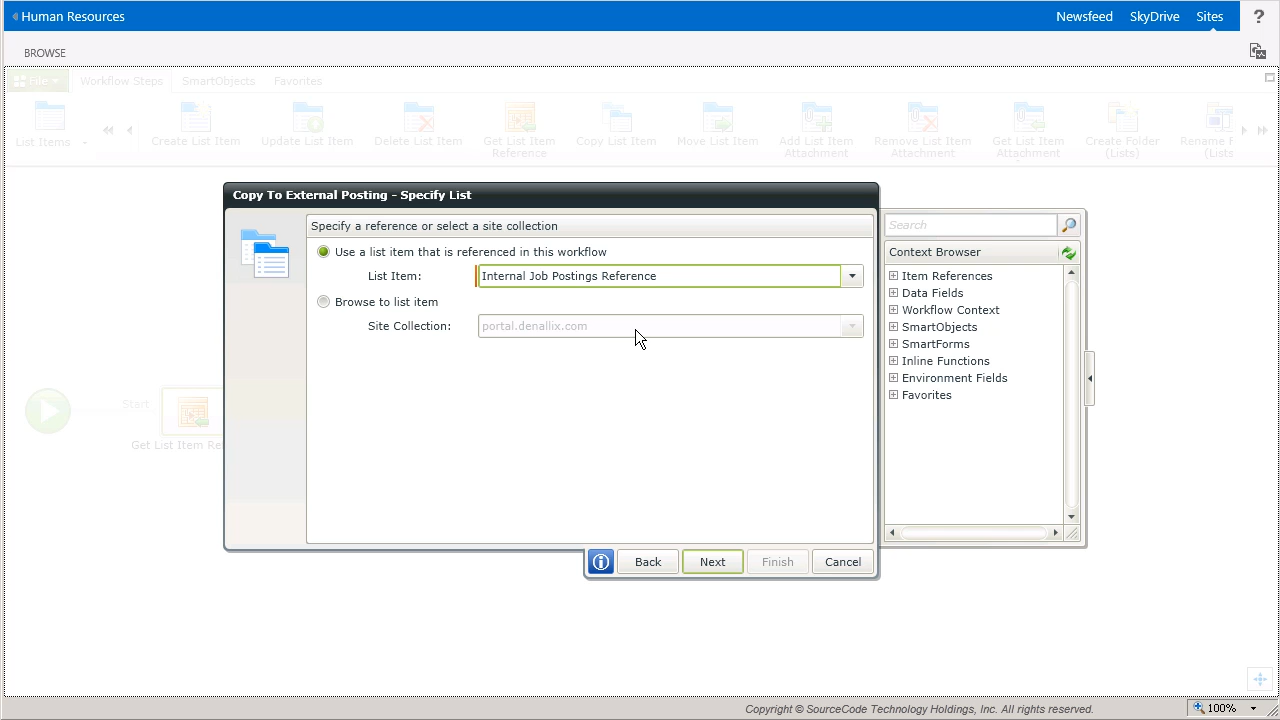 Human Resources
Newsfeed SkyDrive Sites ?
BROWSE
File Workflow Steps SmartObjects Favorites
List Items
Create List Item
Update List Item
Delete List Item
Get List Item
Reference
Copy List Item
Move List Item
Add List Item
Attachment
Remove List Item
Attachment
Get List Item
Attachment
Create Folder
(Lists)
Rename F
(Lists
Copy To External Posting - Specify List
Specify a reference or select a site collection
Use a list item that is referenced in this workflow
List Item: Internal Job Postings Reference
Browse to list item
Site Collection: portal.denallix.com
Search
Context Browser
Item References
Data Fields
Workflow Context
SmartObjects
SmartForms
Inline Functions
Environment Fields
Favorites
Start
Get List Item Re
Back Next Finish Cancel
Copyright © SourceCode Technology Holdings, Inc. All rights reserved.
100%